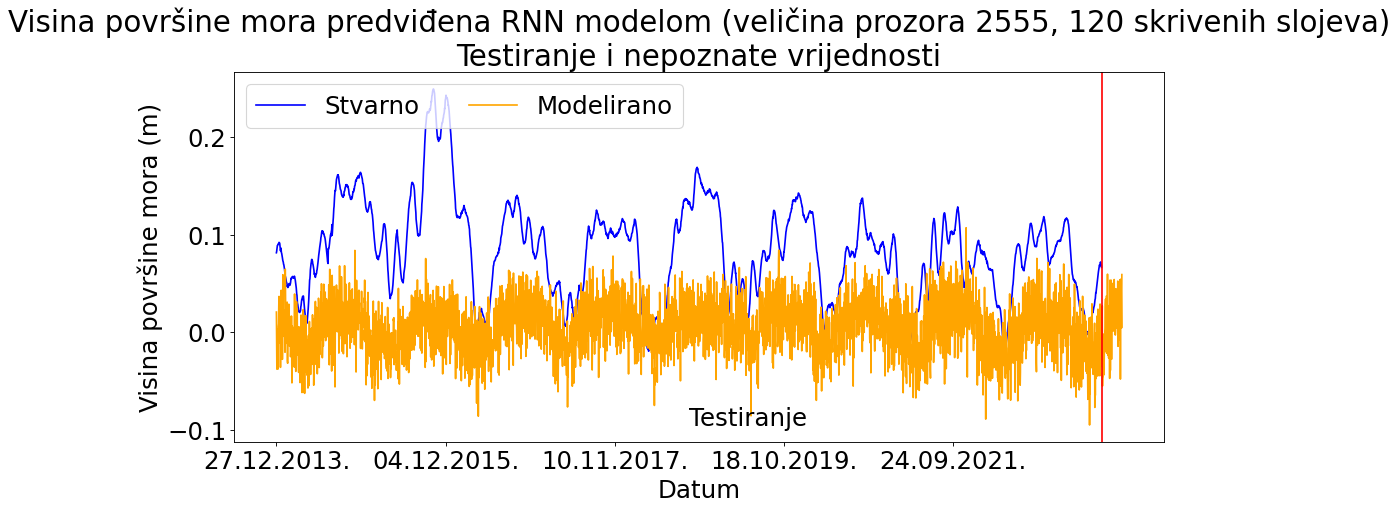 Visina površine mora predviđena RNN modelom (veličina prozora 2555, 120 skrivenih slojeva)
Testiranje i nepoznate vrijednosti
Stvarno Modelirano
Visina površine mora (m)
0.2
0.1
0.0
−0.1
Testiranje
27.12.2013. 04.12.2015. 10.11.2017. 18.10.2019. 24.09.2021.
Datum